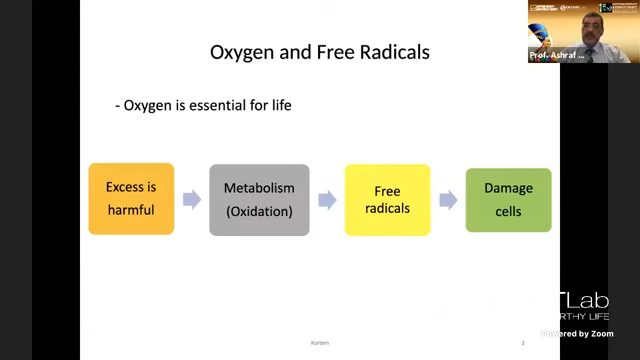 Prof. Ashraf ...
Oxygen and Free Radicals
- Oxygen is essential for life
Excess is
harmful
Metabolism
(Oxidation)
Free
radicals
Damage
cells
TLab
RTHY LIFE
Powered by Zoom
3